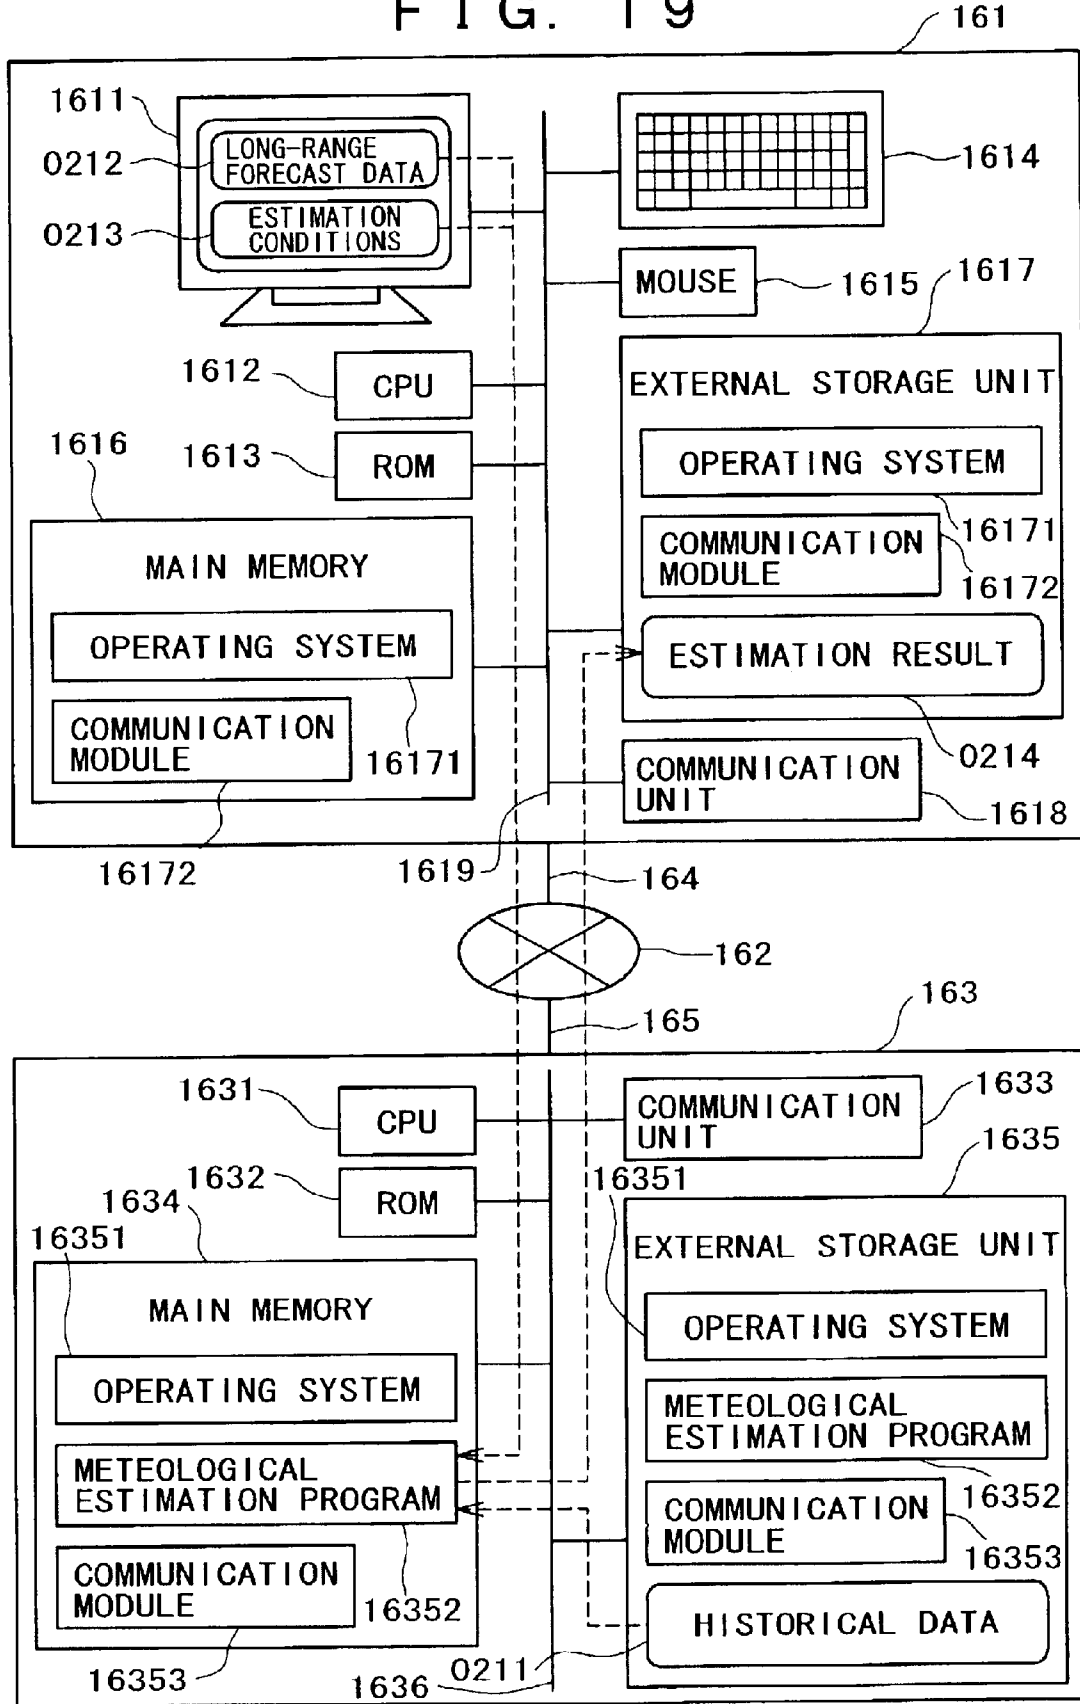 FIG. 19
161
1611
0212
LONG-RANGE
FORECAST DATA
0213
ESTIMATION
CONDITIONS
1614
MOUSE
1615
1617
1612
CPU
EXTERNAL STORAGE UNIT
1616
1613
ROM
OPERATING SYSTEM
16171
MAIN MEMORY
COMMUNICATION
MODULE
16172
OPERATING SYSTEM
ESTIMATION RESULT
COMMUNICATION
MODULE
16171
COMMUNICATION
UNIT
0214
1618
16172
1619
164
162
165
163
1631
CPU
COMMUNICATION
UNIT
1633
1635
1632
ROM
16351
1634
16351
EXTERNAL STORAGE UNIT
MAIN MEMORY
OPERATING SYSTEM
OPERATING SYSTEM
METEOLOGICAL
ESTIMATION PROGRAM
METEOLOGICAL
ESTIMATION PROGRAM
16352
COMMUNICATION
MODULE
16353
COMMUNICATION
MODULE
16352
HISTORICAL DATA
16353
0211
1636